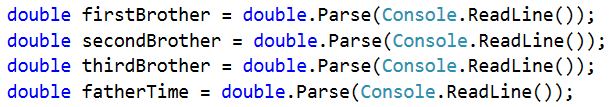 double firstBrother = double.Parse(Console.ReadLine());
double secondBrother = double.Parse(Console.ReadLine());
double thirdBrother = double.Parse(Console.ReadLine());
double fatherTime = double.Parse(Console.ReadLine());